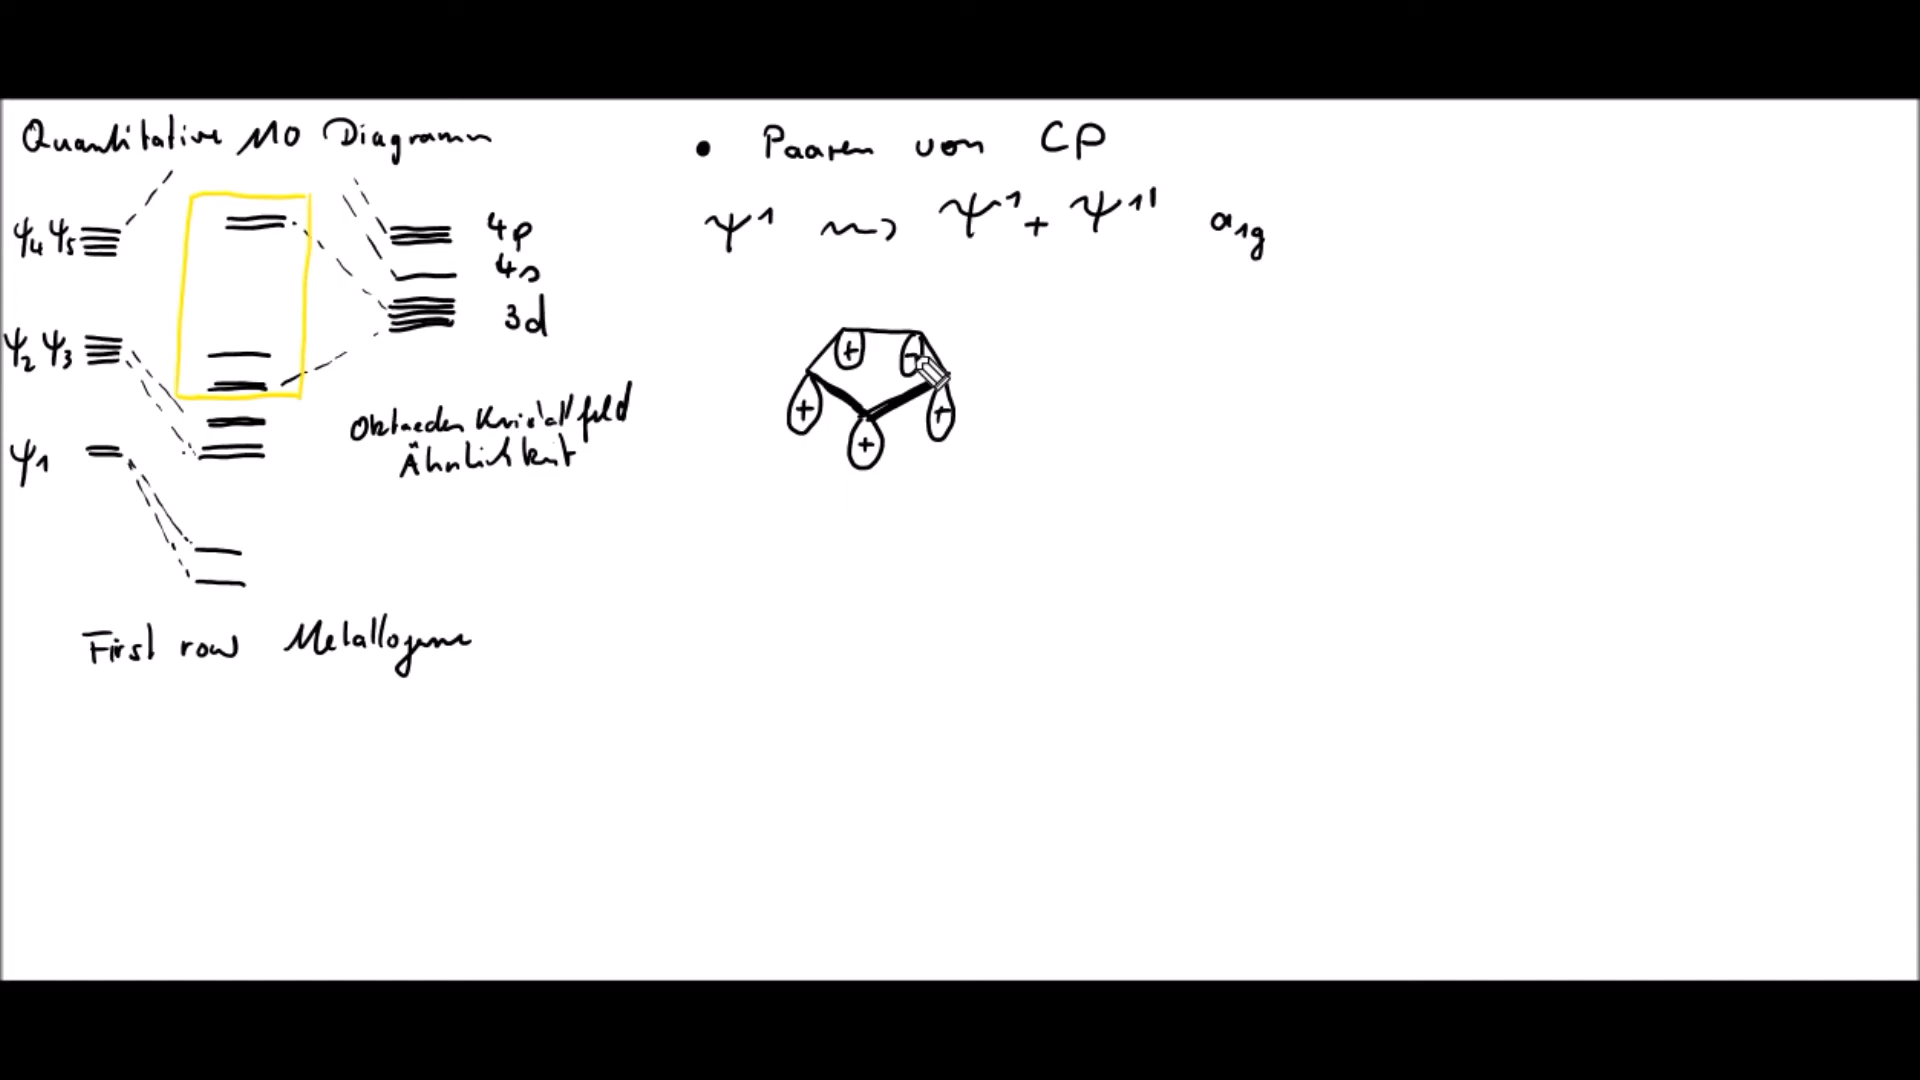 Quantitative MO Diagramm
ψ4 ψ5
ψ2 ψ3
ψ1
4p
4s
3d
Oktaeder Kristallfeld
Ähnlichkeit
First row Metallogene
• Paaren von CP
ψ1 ⇝ ψ1 + ψ1' a1g
+
+
+
+